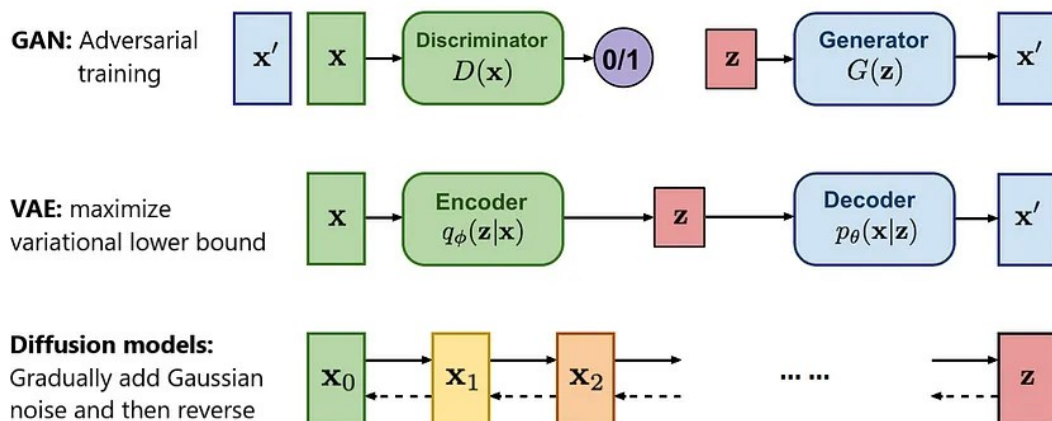 GAN: Adversarial
training
x′
x
Discriminator
D(x)
0/1
z
Generator
G(z)
x′
VAE: maximize
variational lower bound
x
Encoder
qϕ(z|x)
z
Decoder
pθ(x|z)
x′
Diffusion models:
Gradually add Gaussian
noise and then reverse
x0
x1
x2
... ...
z